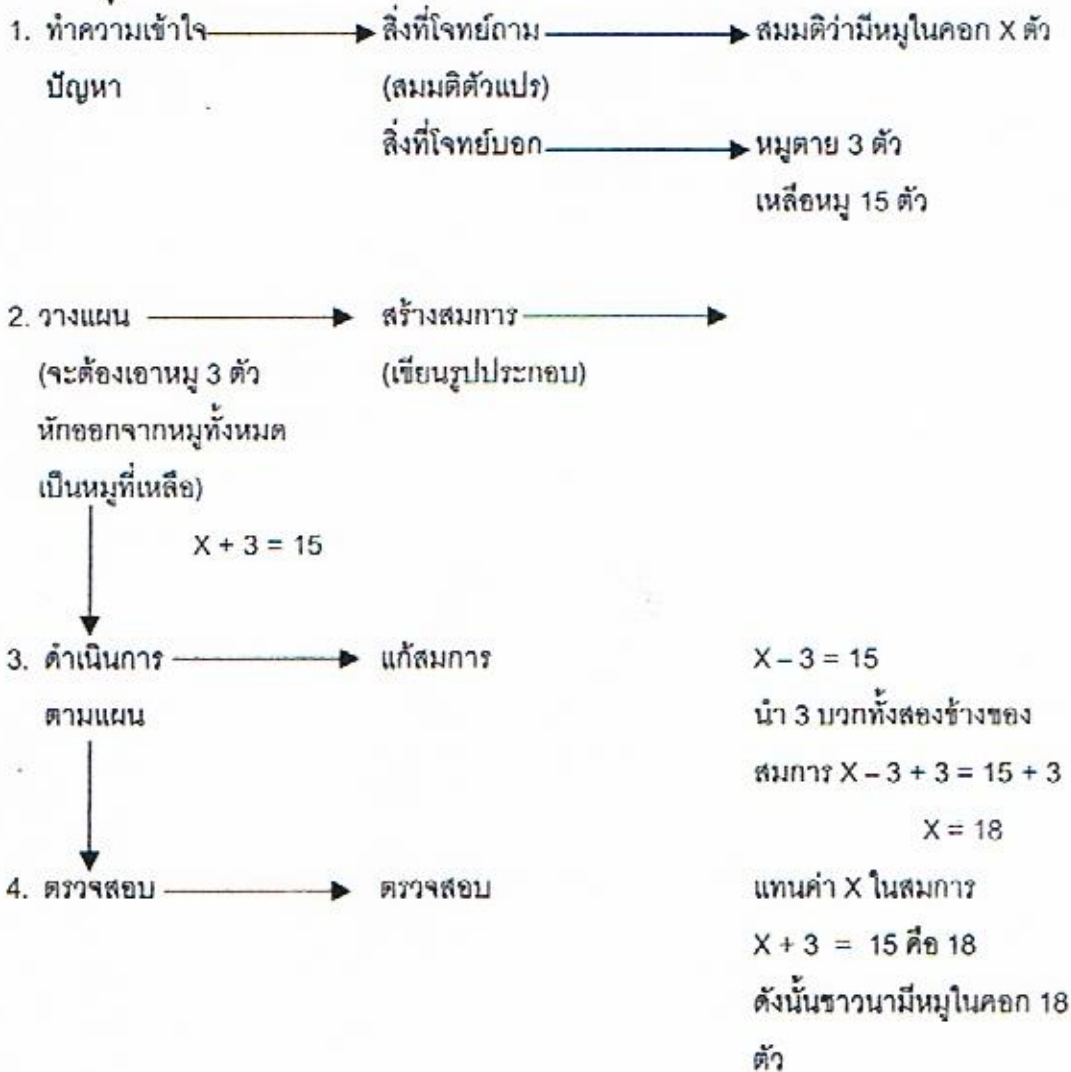 1. ทำความเข้าใจ สิ่งที่โจทย์ถาม สมมติว่ามีหมูในคอก X ตัว
ปัญหา (สมมติตัวแปร)
สิ่งที่โจทย์บอก หมูตาย 3 ตัว
เหลือหมู 15 ตัว
2. วางแผน สร้างสมการ
(จะต้องเอาหมู 3 ตัว (เขียนรูปประกอบ)
หักออกจากหมูทั้งหมด
เป็นหมูที่เหลือ)
X + 3 = 15
3. ดำเนินการ แก้สมการ X – 3 = 15
ตามแผน นำ 3 บวกทั้งสองข้างของ
สมการ X – 3 + 3 = 15 + 3
X = 18
4. ตรวจสอบ ตรวจสอบ แทนค่า X ในสมการ
X + 3 = 15 คือ 18
ดังนั้นชาวนามีหมูในคอก 18
ตัว